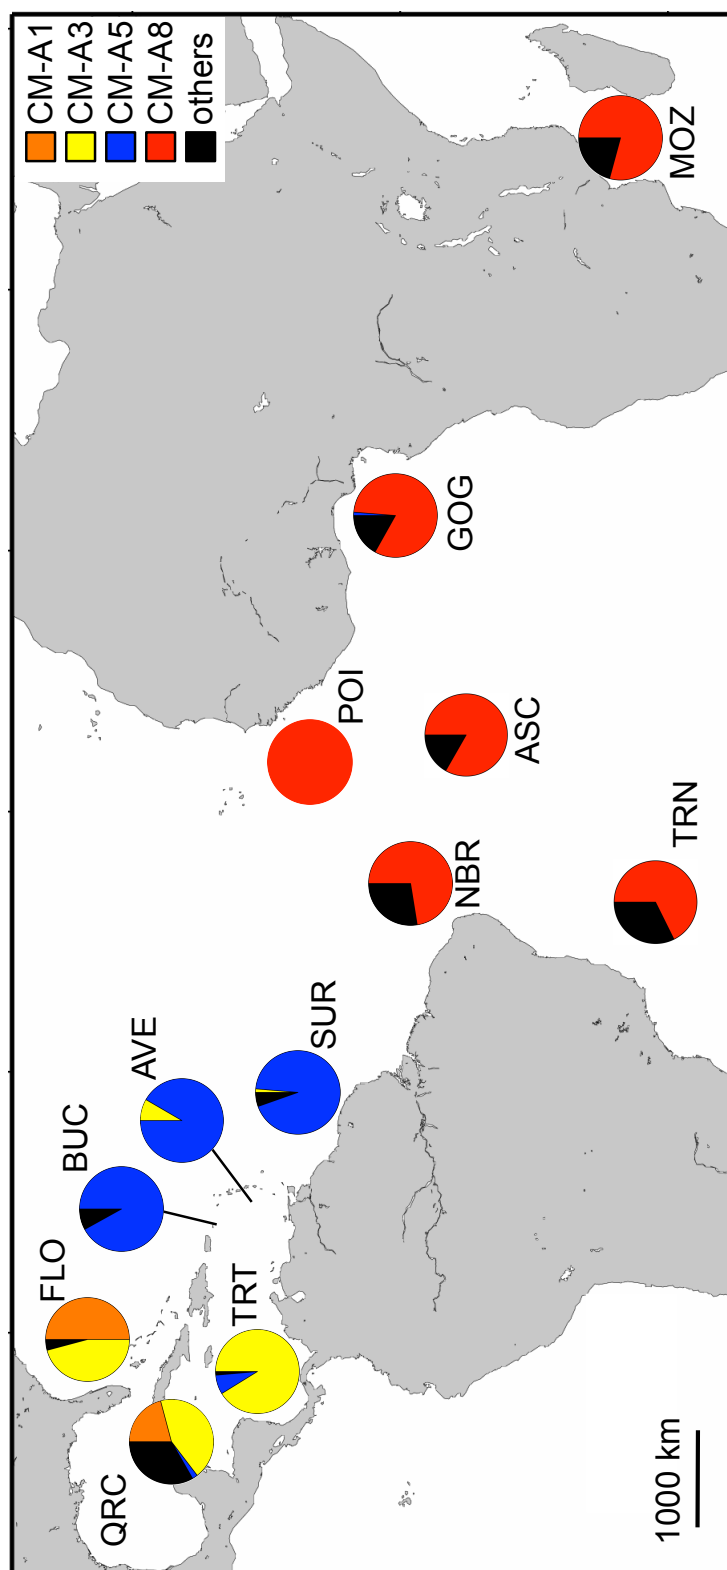 CM-A1
CM-A3
CM-A5
CM-A8
others
QRC
FLO
TRT
BUC
AVE
SUR
NBR
TRN
POI
ASC
GOG
MOZ
1000 km